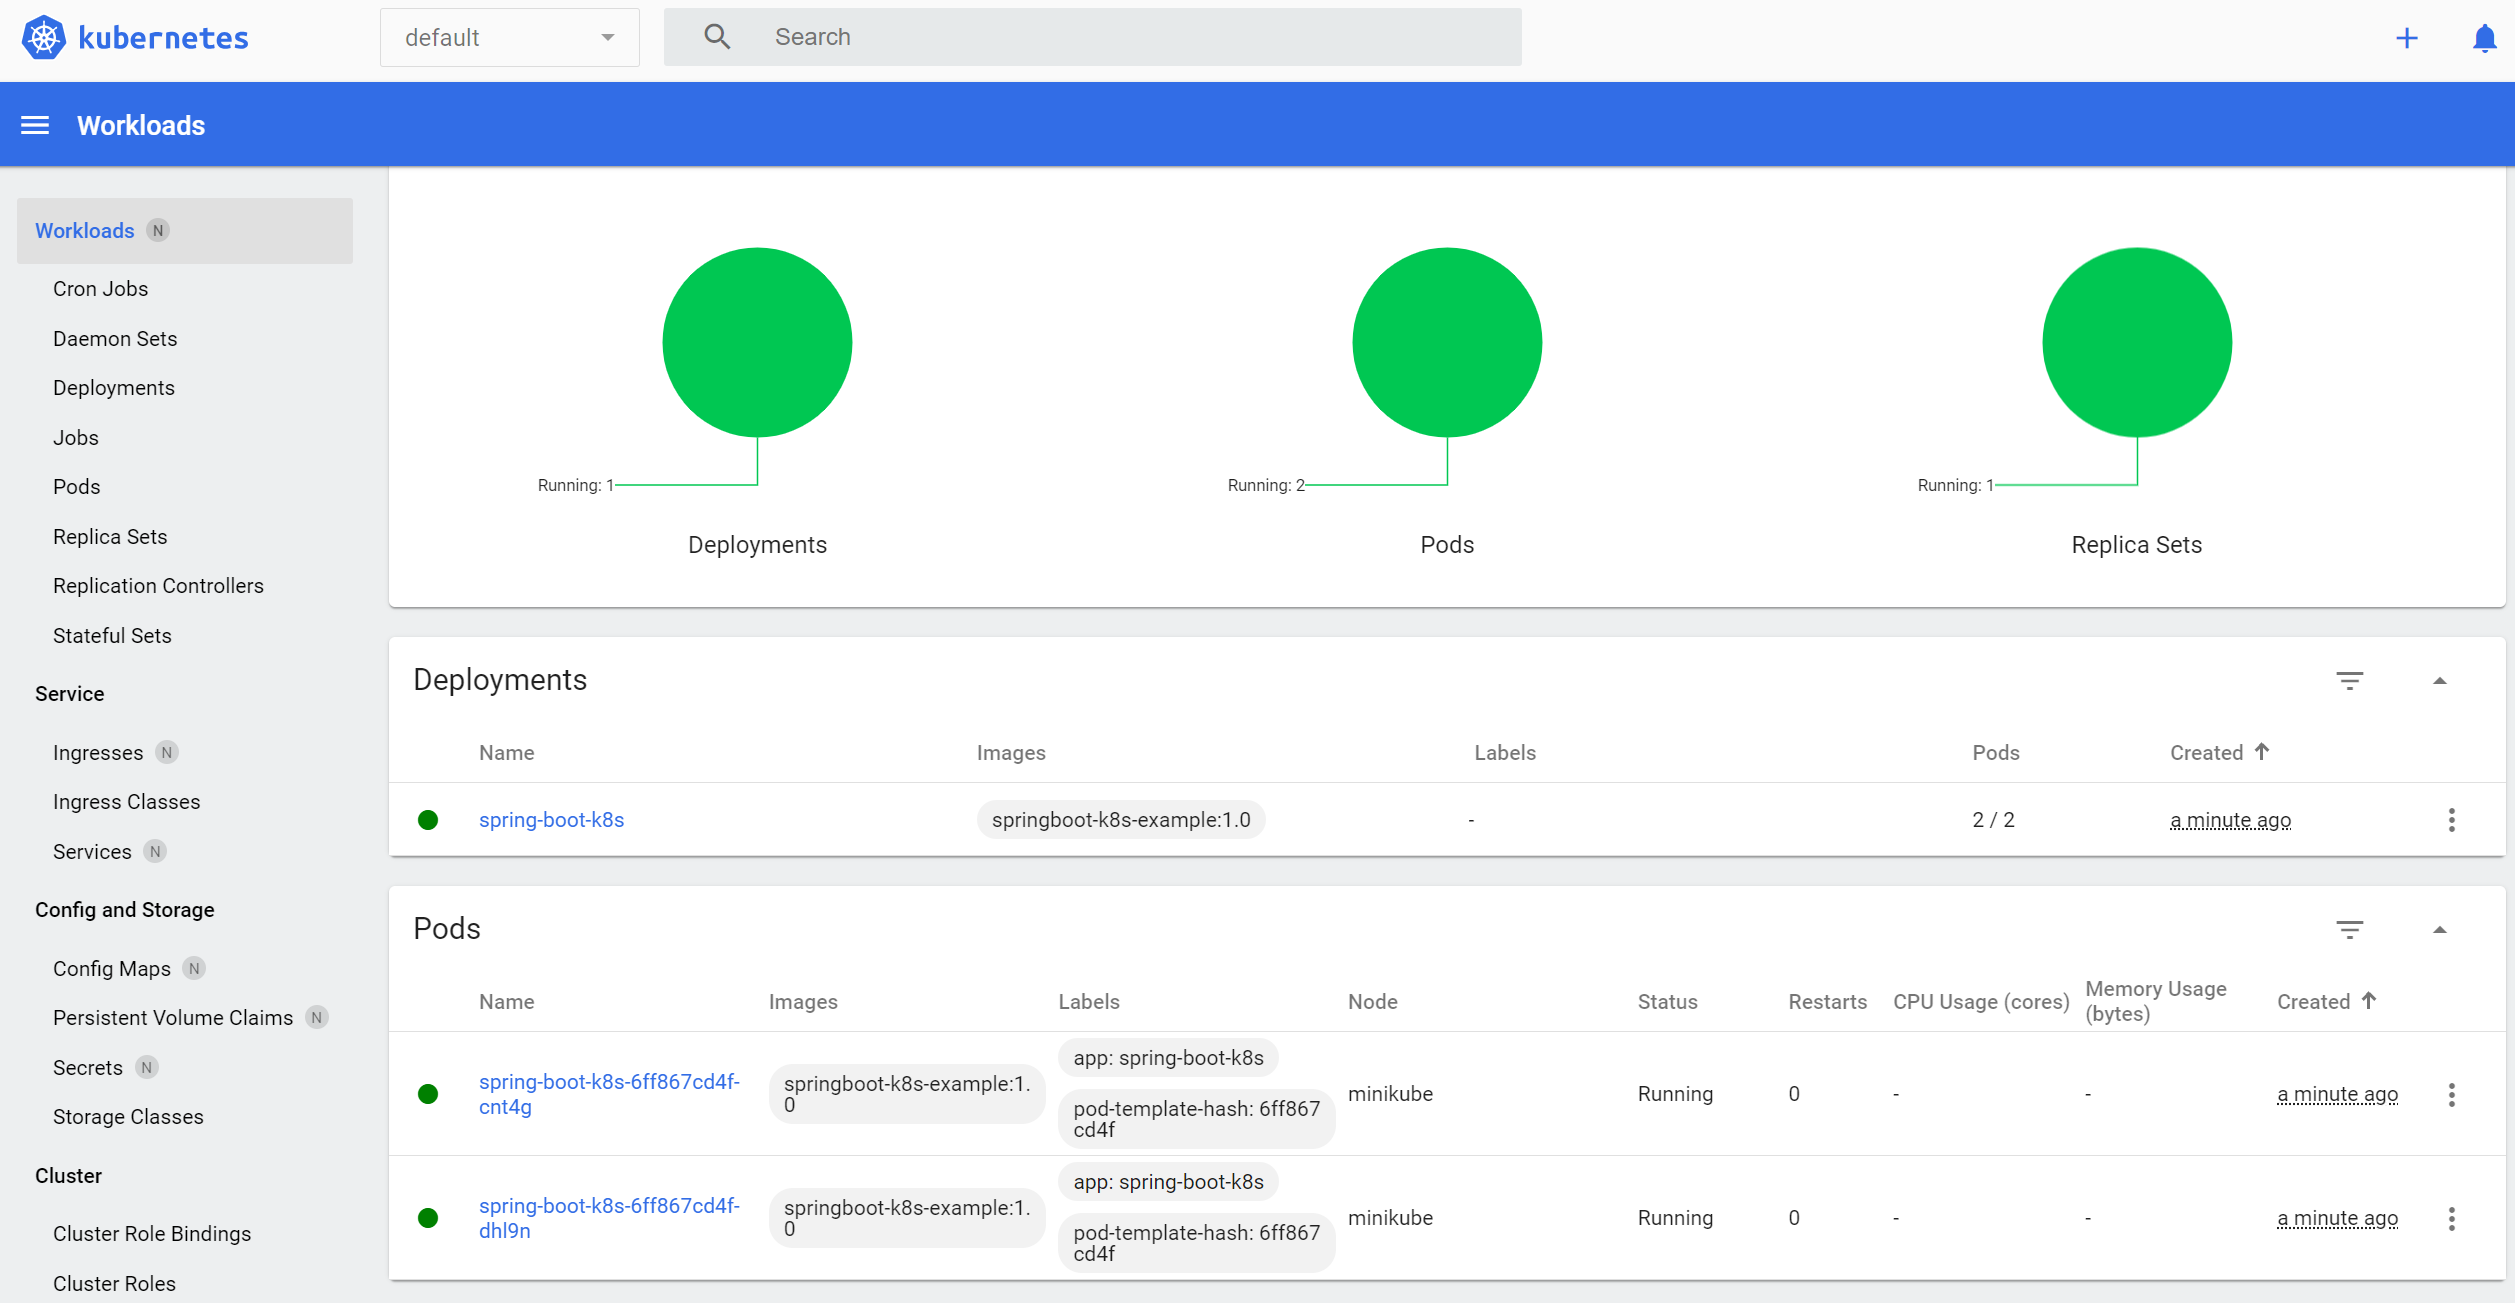 kubernetes
default
Search
Workloads
Workloads N
Cron Jobs
Daemon Sets
Deployments
Jobs
Pods
Replica Sets
Replication Controllers
Stateful Sets
Service
Ingresses N
Ingress Classes
Services N
Config and Storage
Config Maps N
Persistent Volume Claims N
Secrets N
Storage Classes
Cluster
Cluster Role Bindings
Cluster Roles
Running: 1
Deployments
Running: 2
Pods
Running: 1
Replica Sets
Deployments
Name Images Labels Pods Created
spring-boot-k8s springboot-k8s-example:1.0 - 2 / 2 a minute ago
Pods
Name Images Labels Node Status Restarts CPU Usage (cores) Memory Usage
(bytes) Created
spring-boot-k8s-6ff867cd4f-
cnt4g
springboot-k8s-example:1.
0
app: spring-boot-k8s
pod-template-hash: 6ff867
cd4f
minikube Running 0 - - a minute ago
spring-boot-k8s-6ff867cd4f-
dhl9n
springboot-k8s-example:1.
0
app: spring-boot-k8s
pod-template-hash: 6ff867
cd4f
minikube Running 0 - - a minute ago